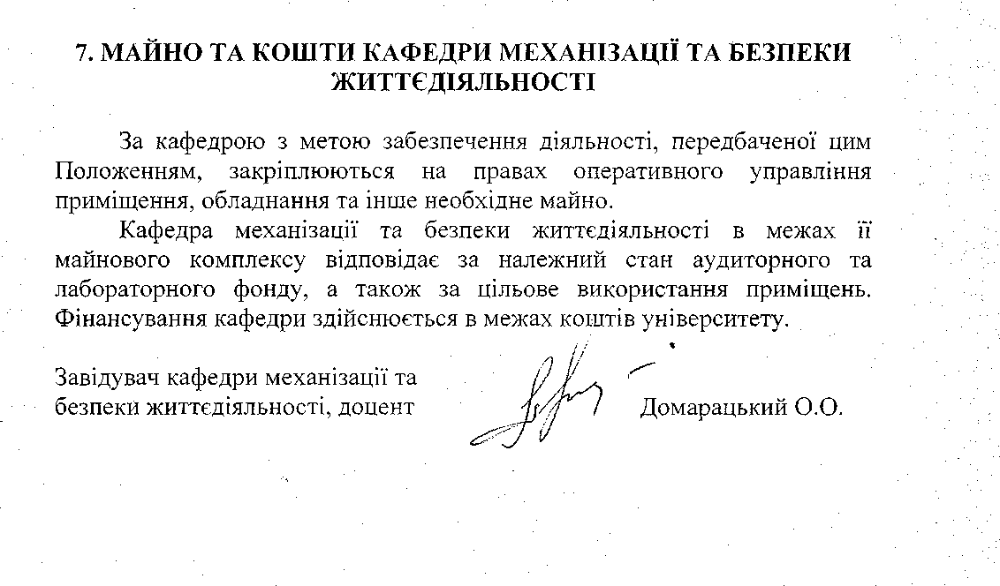 7. МАЙНО ТА КОШТИ КАФЕДРИ МЕХАНІЗАЦІЇ ТА БЕЗПЕКИ
ЖИТТЄДІЯЛЬНОСТІ
За кафедрою з метою забезпечення діяльності, передбаченої цим
Положенням, закріплюються на правах оперативного управління
приміщення, обладнання та інше необхідне майно.
Кафедра механізації та безпеки життєдіяльності в межах її
майнового комплексу відповідає за належний стан аудиторного та
лабораторного фонду, а також за цільове використання приміщень.
Фінансування кафедри здійснюється в межах коштів університету.
Завідувач кафедри механізації та
безпеки життєдіяльності, доцент Домарацький О.О.